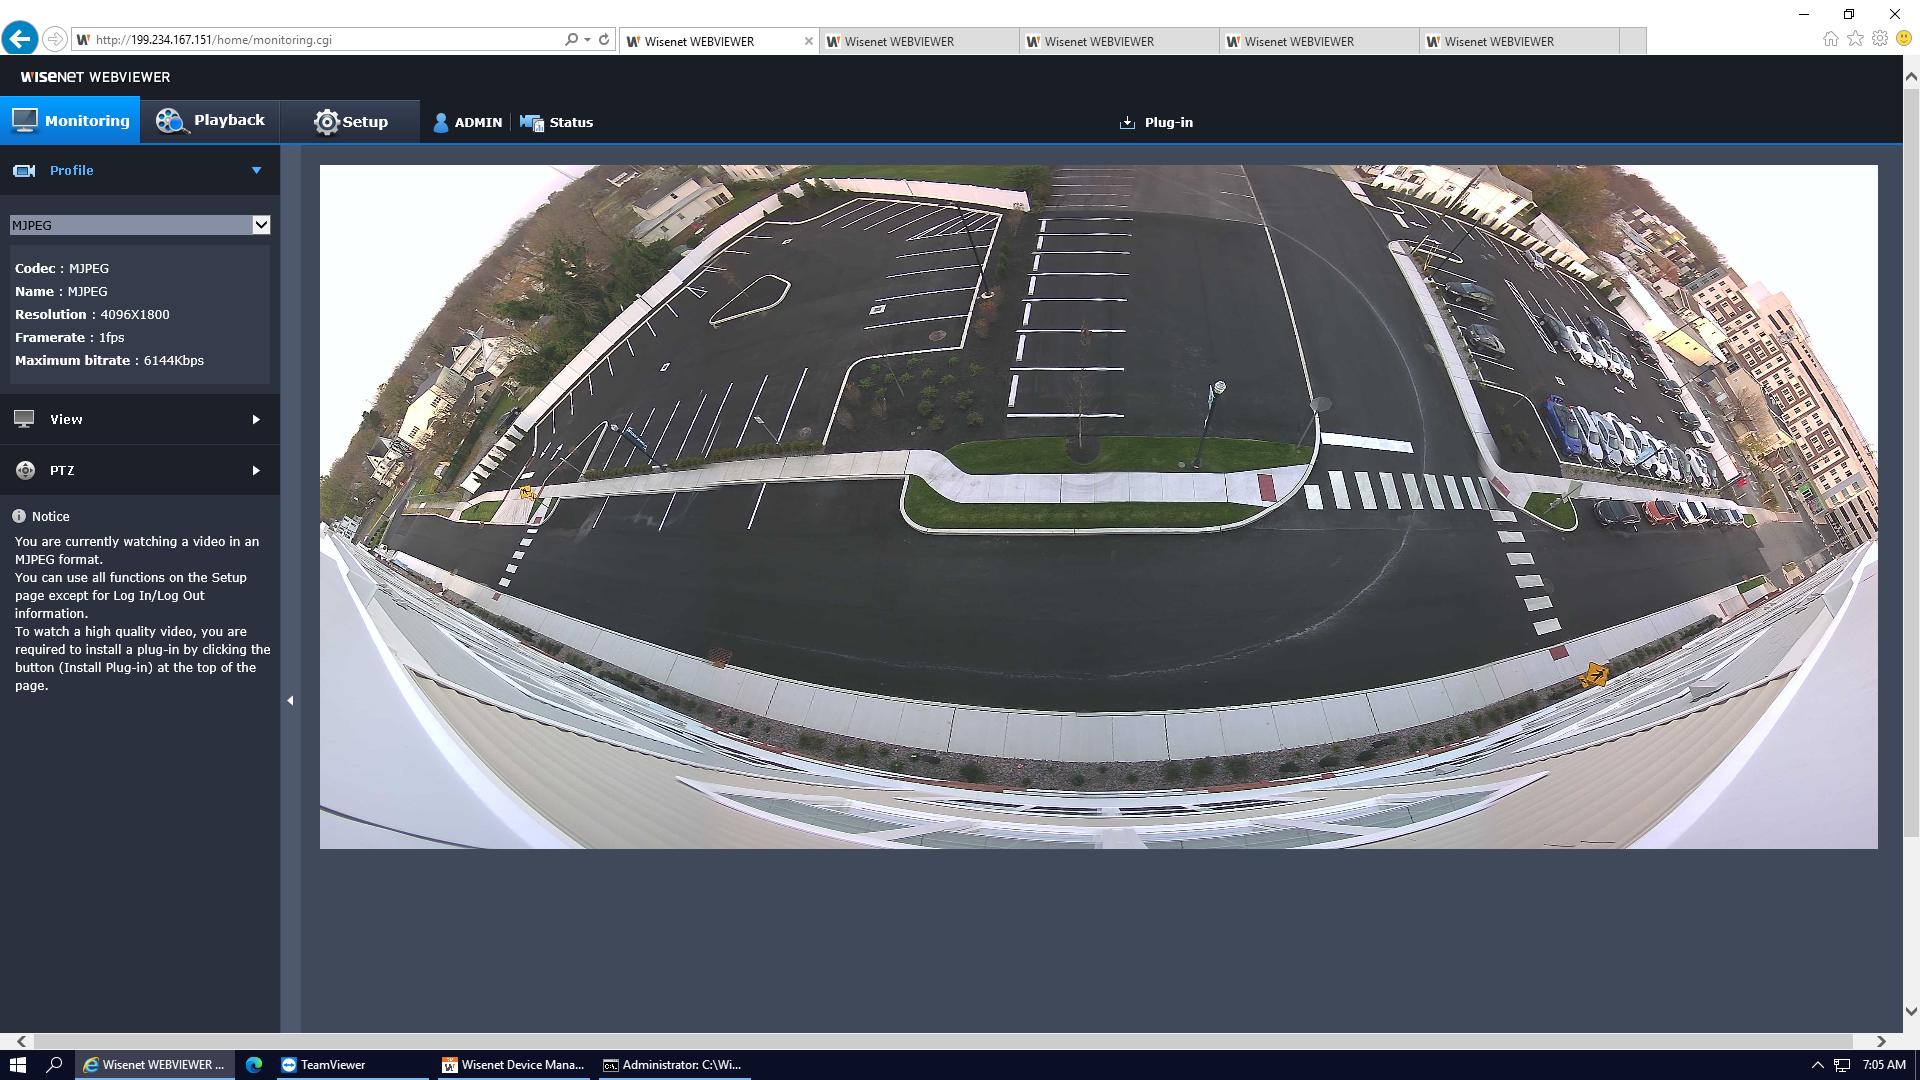 http://199.234.167.151/home/monitoring.cgi
Wisenet WEBVIEWER
Wisenet WEBVIEWER
Wisenet WEBVIEWER
Wisenet WEBVIEWER
Wisenet WEBVIEWER
WISENET WEBVIEWER
Monitoring
Playback
Setup
ADMIN
Status
Plug-in
Profile
MJPEG
Codec : MJPEG
Name : MJPEG
Resolution : 4096X1800
Framerate : 1fps
Maximum bitrate : 6144Kbps
View
PTZ
Notice
You are currently watching a video in an
MJPEG format.
You can use all functions on the Setup
page except for Log In/Log Out
information.
To watch a high quality video, you are
required to install a plug-in by clicking the
button (Install Plug-in) at the top of the
page.
Wisenet WEBVIEWER ...
TeamViewer
Wisenet Device Mana...
Administrator: C:\Wi...
7:05 AM